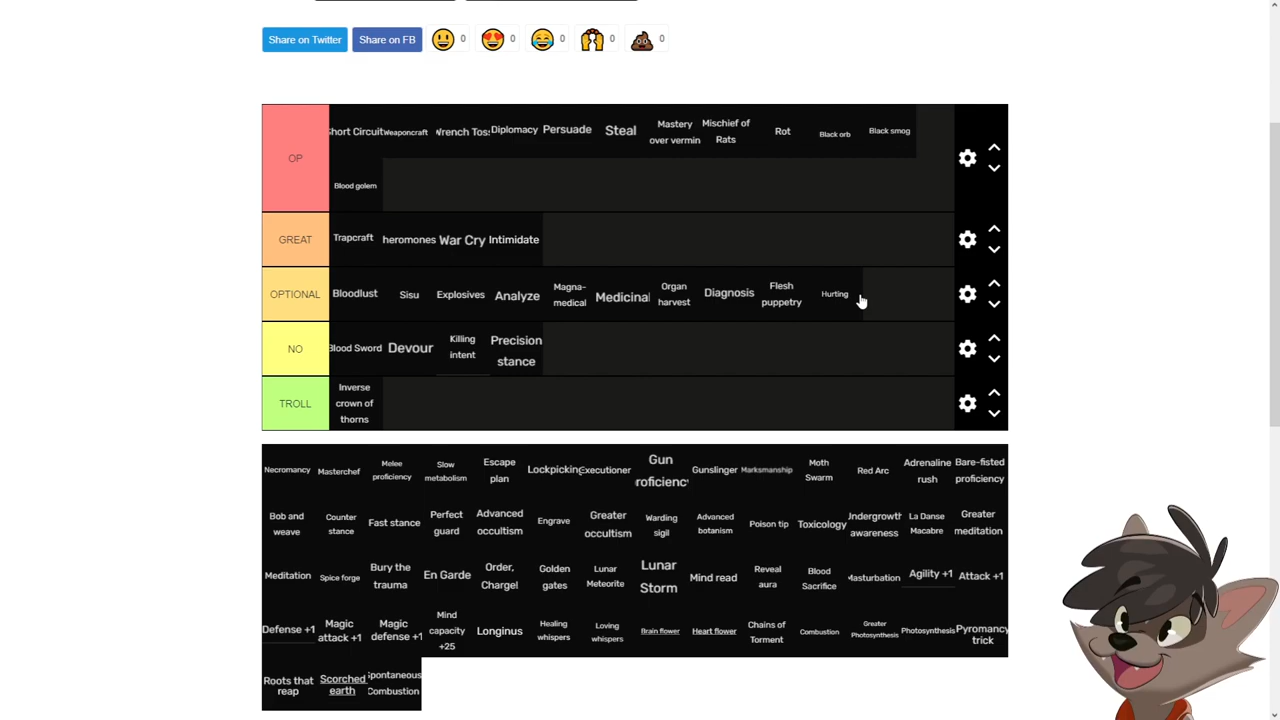 Share on Twitter Share on FB 0 0 0 0 0
OP
Short Circuit Weaponcraft Wrench Toss Diplomacy Persuade Steal Mastery over vermin Mischief of Rats Rot Black orb Black smog
Blood golem
GREAT
Trapcraft heromones War Cry Intimidate
OPTIONAL
Bloodlust Sisu Explosives Analyze Magna-medical Medicinal Organ harvest Diagnosis Flesh puppetry Hurting
NO
Blood Sword Devour Killing intent Precision stance
TROLL
Inverse crown of thorns
Necromancy Masterchef Melee proficiency Slow metabolism Escape plan Lockpicking Executioner Gun proficiency Gunslinger Marksmanship Moth Swarm Red Arc Adrenaline rush Bare-fisted proficiency
Bob and weave Counter stance Fast stance Perfect guard Advanced occultism Engrave Greater occultism Warding sigil Advanced botanism Poison tip Toxicology Undergrowth awareness La Danse Macabre Greater meditation
Meditation Spice forge Bury the trauma En Garde Order, Charge! Golden gates Lunar Meteorite Lunar Storm Mind read Reveal aura Blood Sacrifice Masturbation Agility +1 Attack +1
Defense +1 Magic attack +1 Magic defense +1 Mind capacity +25 Longinus Healing whispers Loving whispers Brain flower Heart flower Chains of Torment Combustion Greater Photosynthesis Photosynthesis Pyromancy trick
Roots that reap Scorched earth Spontaneous Combustion